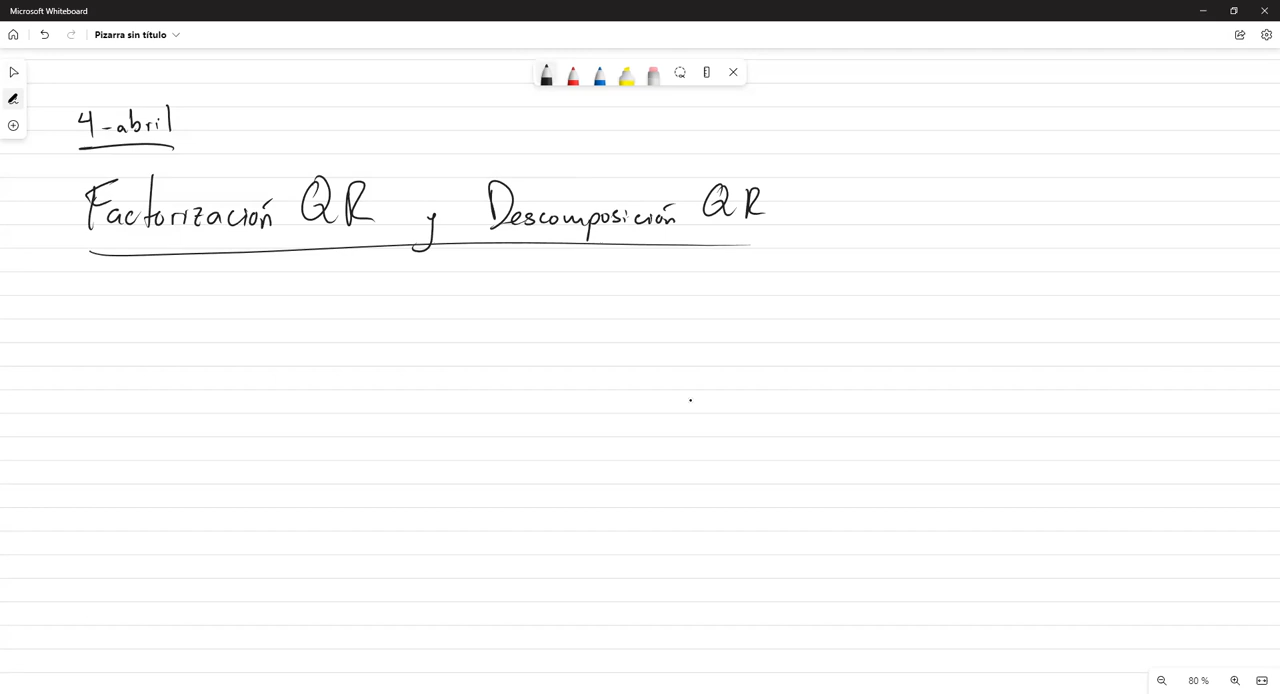 Microsoft Whiteboard
Pizarra sin título
4-abril
Factorización QR y Descomposición QR
80 %